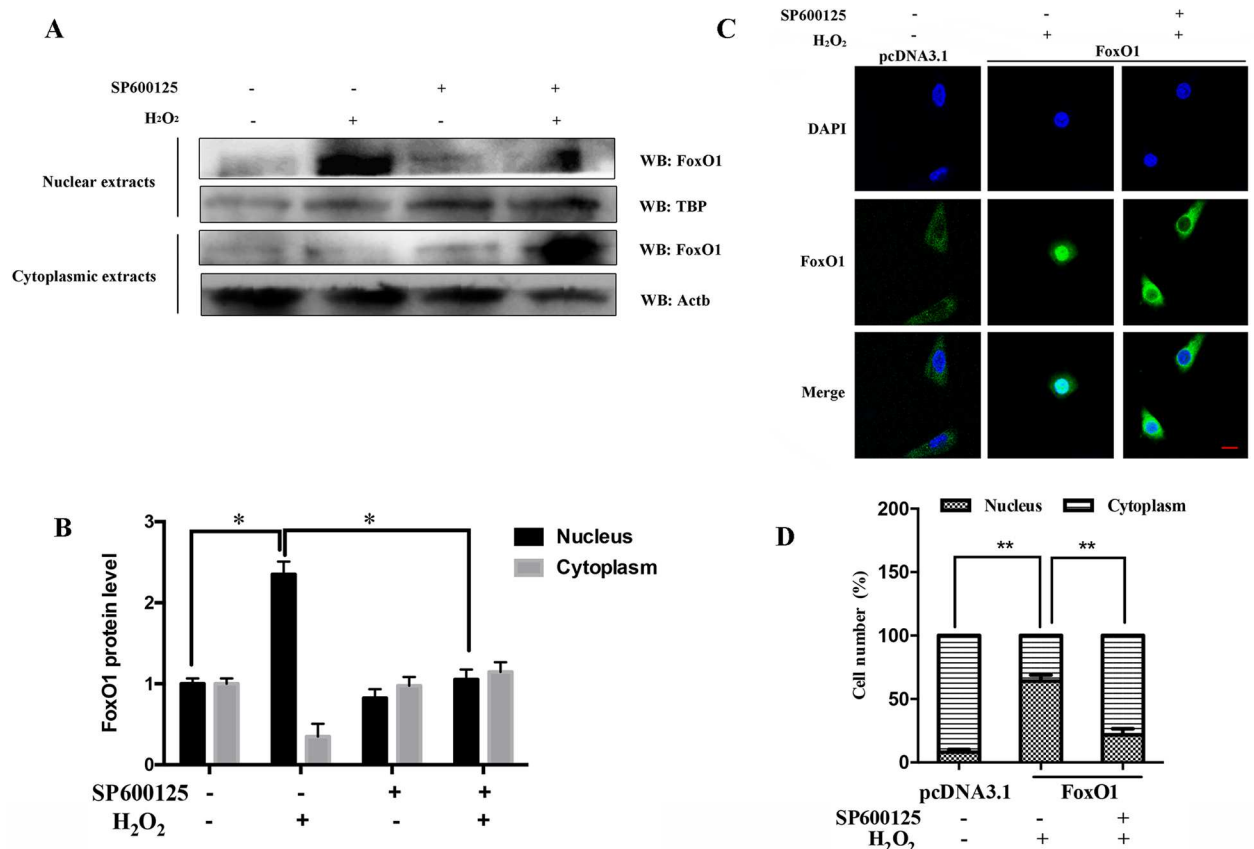 A
SP600125 - - + +
H2O2 - + - +
Nuclear extracts
WB: FoxO1
WB: TBP
Cytoplasmic extracts
WB: FoxO1
WB: Actb
B
FoxO1 protein level
3
2
1
0
* *
Nucleus
Cytoplasm
SP600125 - - + +
H2O2 - + - +
C
SP600125 - - +
H2O2 - + +
pcDNA3.1 FoxO1
DAPI
FoxO1
Merge
D
Nucleus Cytoplasm
Cell number (%)
200
150
100
50
0
** **
pcDNA3.1 FoxO1
SP600125 - - +
H2O2 - + +